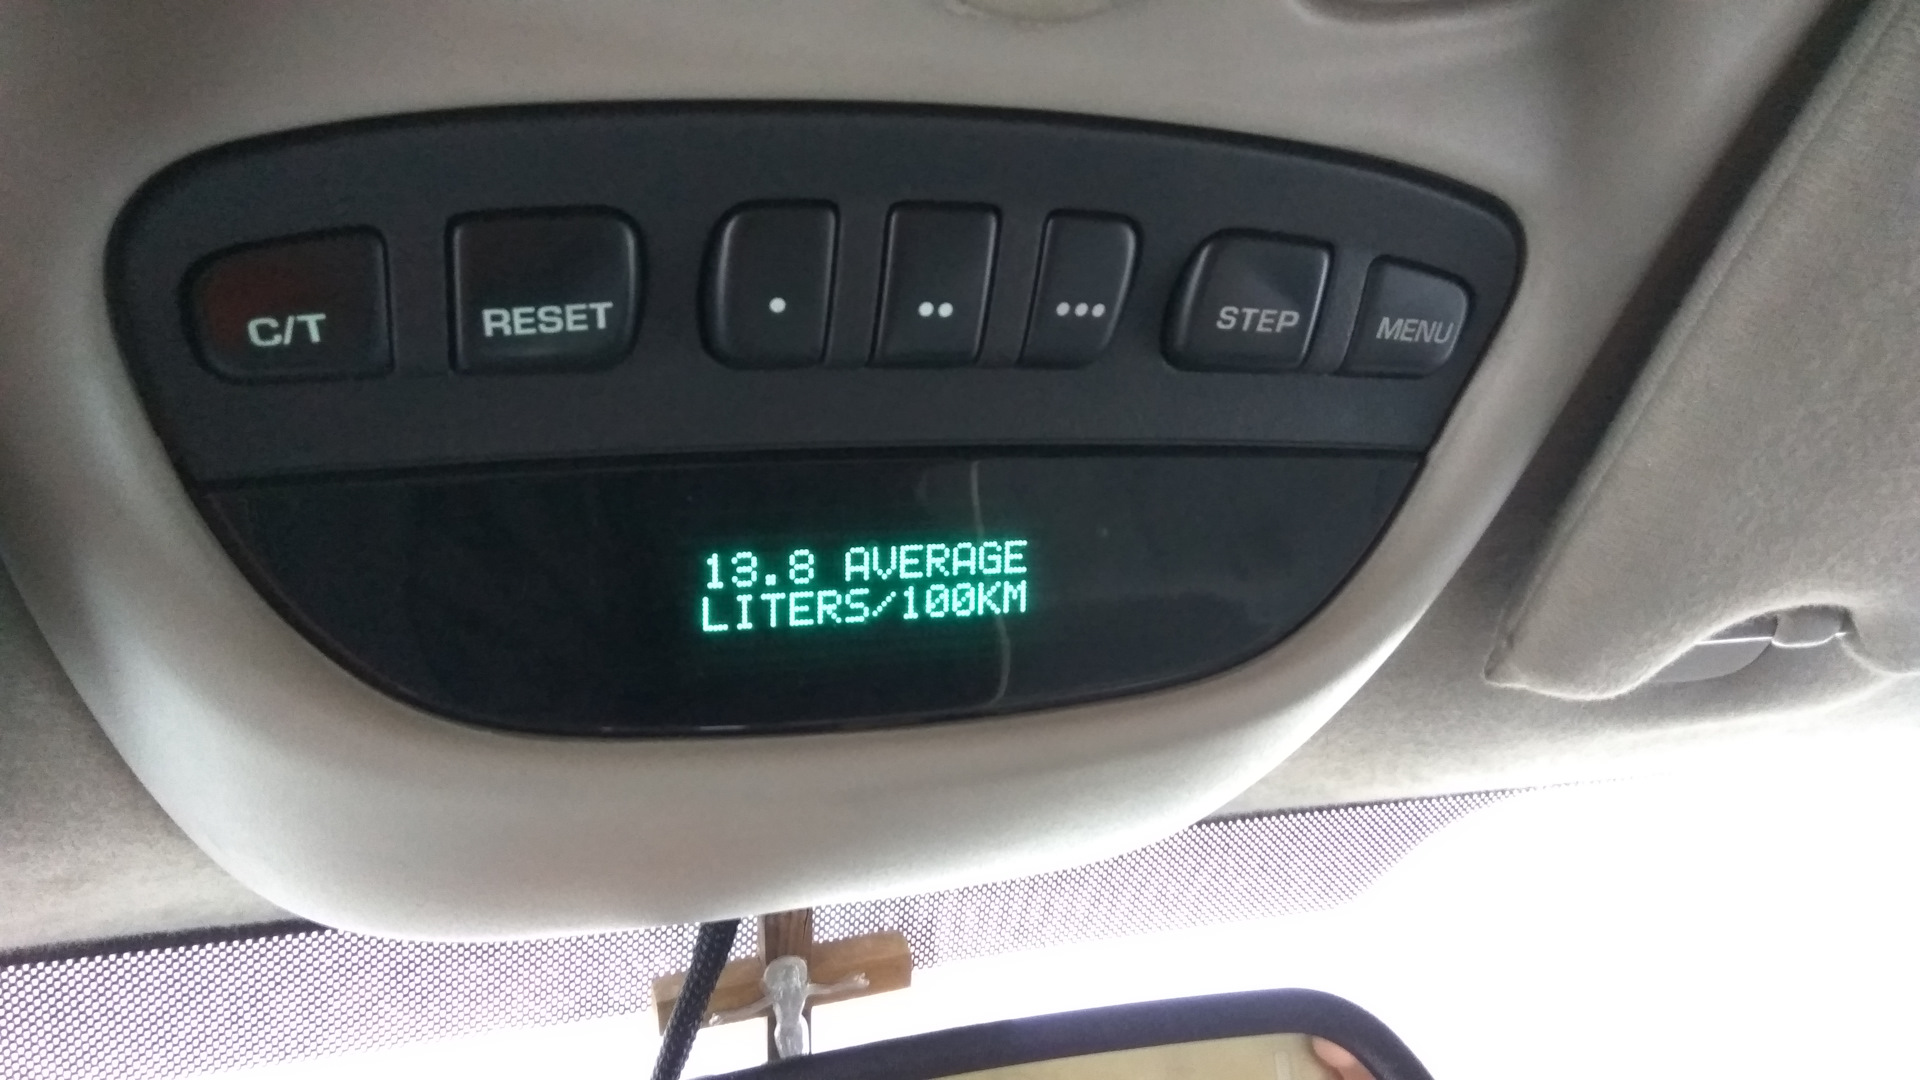 C/T RESET • •• ••• STEP MENU
13.8 AVERAGE
LITERS/100KM